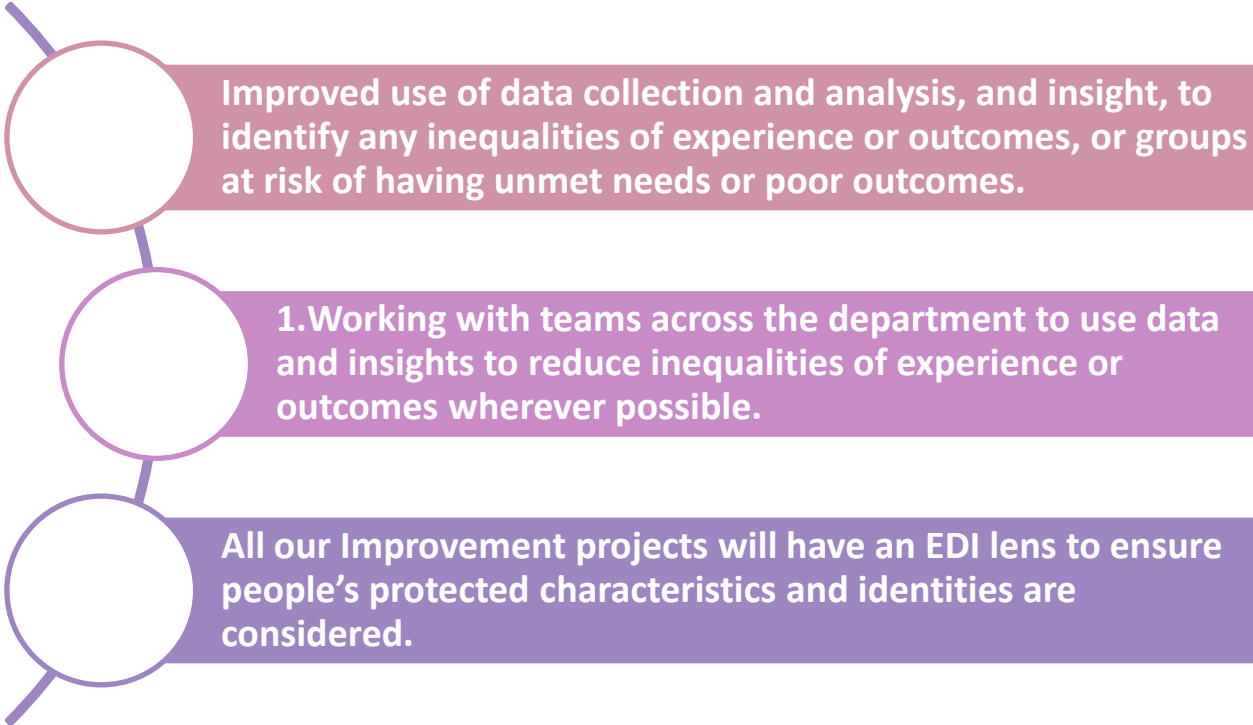 Improved use of data collection and analysis, and insight, to
identify any inequalities of experience or outcomes, or groups
at risk of having unmet needs or poor outcomes.
1.Working with teams across the department to use data
and insights to reduce inequalities of experience or
outcomes wherever possible.
All our Improvement projects will have an EDI lens to ensure
people’s protected characteristics and identities are
considered.